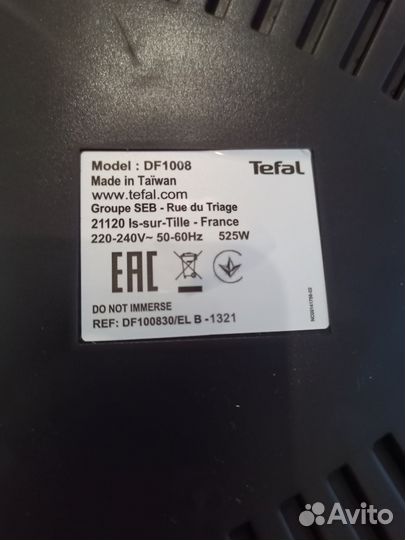 Model : DF1008 Tefal
Made in Taïwan
www.tefal.com
Groupe SEB - Rue du Triage
21120 Is-sur-Tille - France
220-240V~ 50-60Hz 525W
EAC
DO NOT IMMERSE
REF: DF100830/EL B -1321
Avito